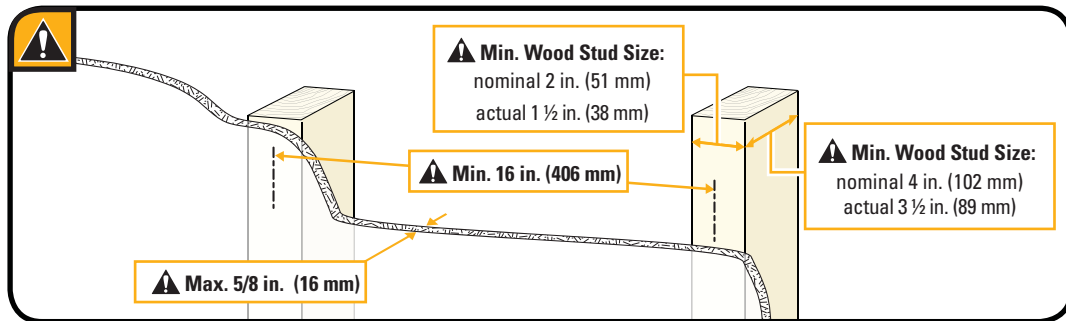 ⚠ Min. Wood Stud Size:
nominal 2 in. (51 mm)
actual 1 ½ in. (38 mm)
⚠ Min. 16 in. (406 mm)
⚠ Min. Wood Stud Size:
nominal 4 in. (102 mm)
actual 3 ½ in. (89 mm)
⚠ Max. 5/8 in. (16 mm)